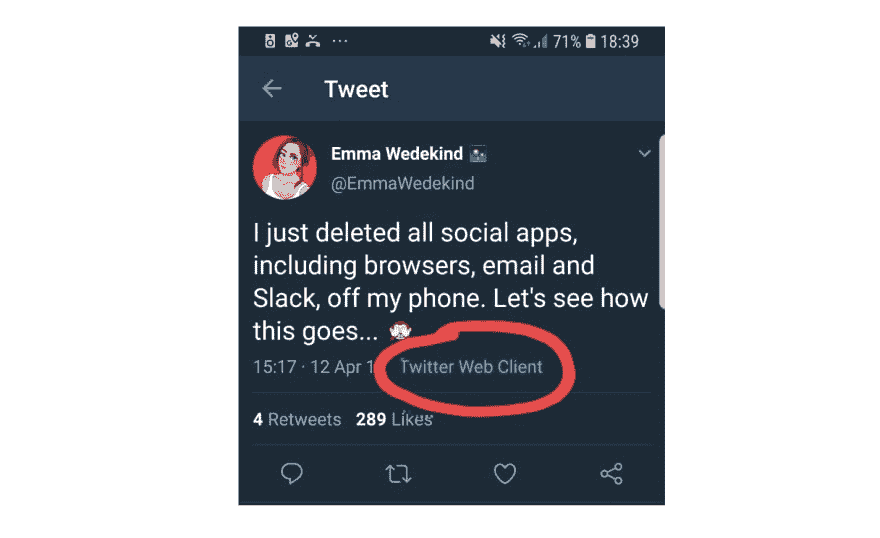 71% 18:39
Tweet
Emma Wedekind
@EmmaWedekind
I just deleted all social apps,
including browsers, email and
Slack, off my phone. Let's see how
this goes...
15:17 · 12 Apr 1 Twitter Web Client
4 Retweets 289 Likes